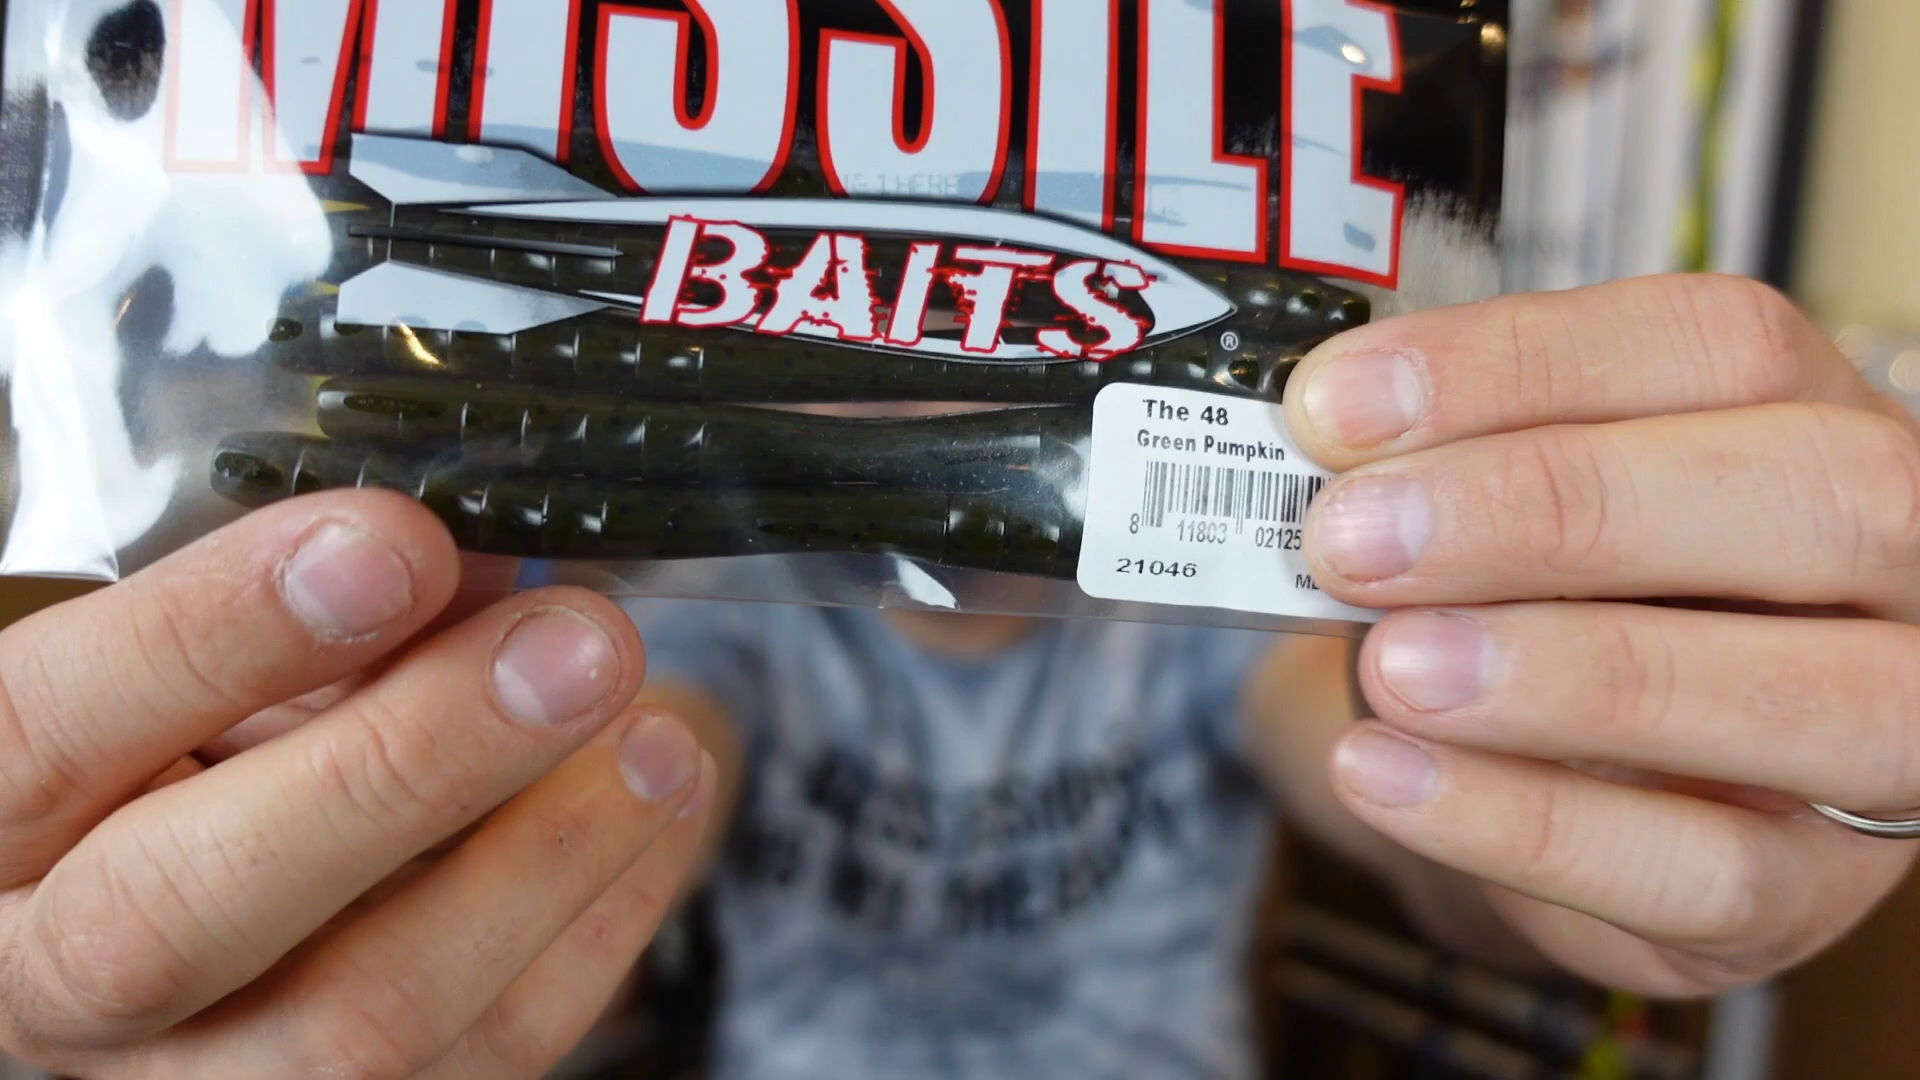 MISSILE
BAITS
®
The 48
Green Pumpkin
8 11803 02125
21046